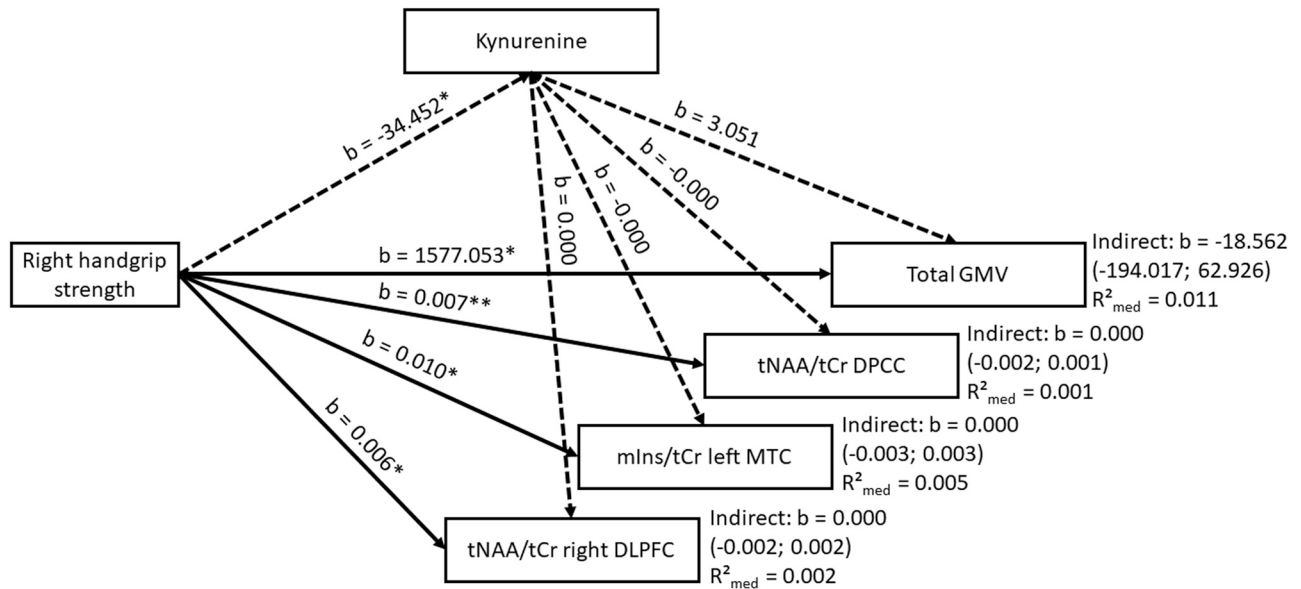 Kynurenine
b = -34.452*
b = 3.051
b = -0.000
b = -0.000
b = 0.000
Right handgrip
strength
b = 1577.053*
b = 0.007**
b = 0.010*
b = 0.006*
Total GMV
Indirect: b = -18.562
(-194.017; 62.926)
R²med = 0.011
tNAA/tCr DPCC
Indirect: b = 0.000
(-0.002; 0.001)
R²med = 0.001
mIns/tCr left MTC
Indirect: b = 0.000
(-0.003; 0.003)
R²med = 0.005
tNAA/tCr right DLPFC
Indirect: b = 0.000
(-0.002; 0.002)
R²med = 0.002